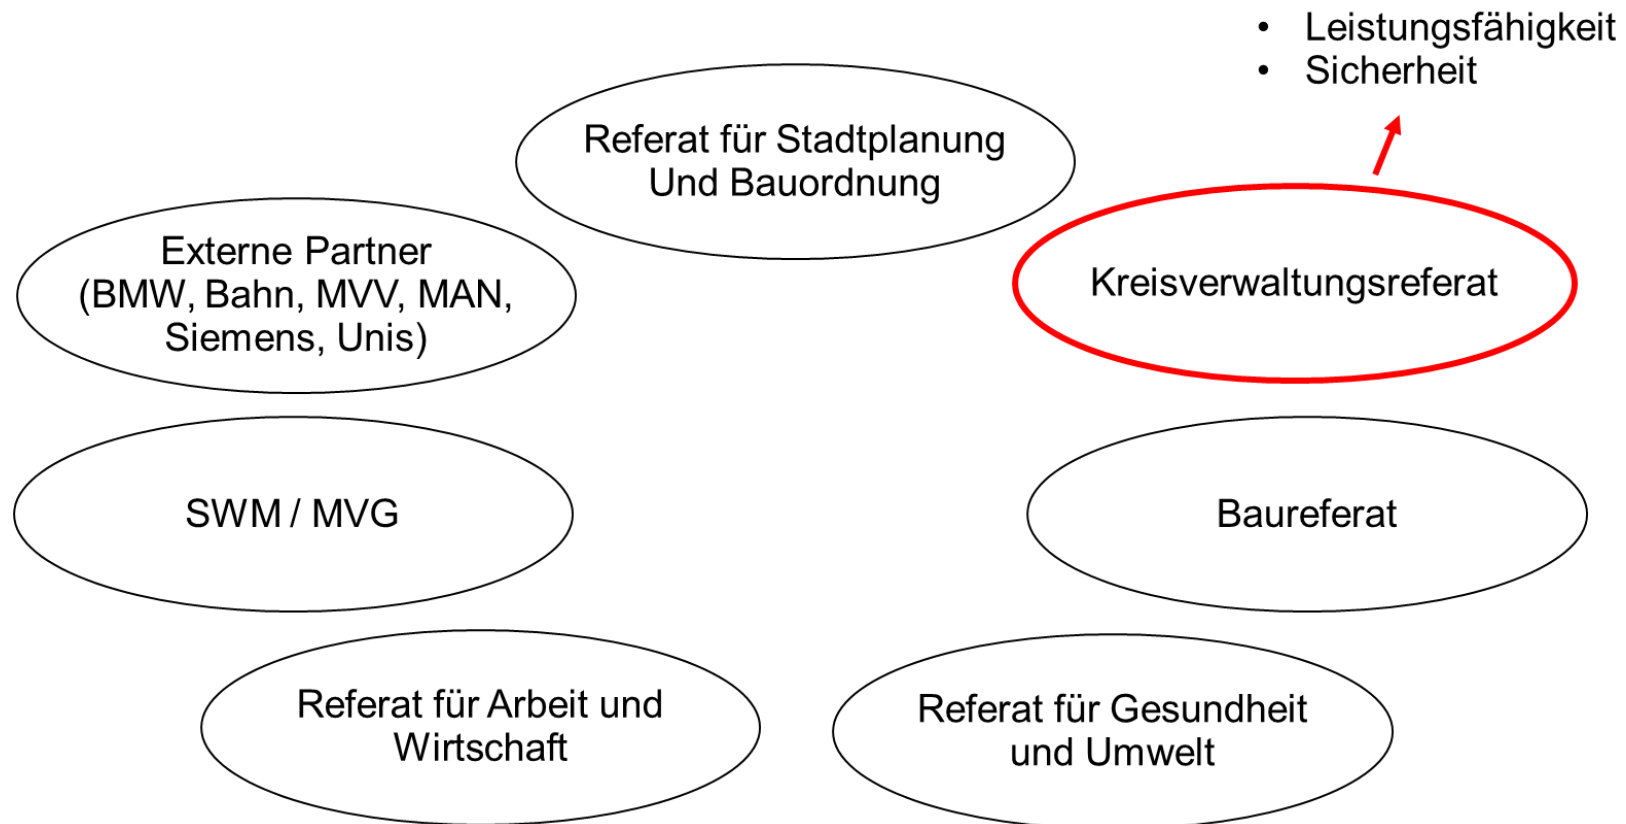 • Leistungsfähigkeit
• Sicherheit
Referat für Stadtplanung
Und Bauordnung
Externe Partner
(BMW, Bahn, MVV, MAN,
Siemens, Unis)
Kreisverwaltungsreferat
SWM / MVG
Baureferat
Referat für Arbeit und
Wirtschaft
Referat für Gesundheit
und Umwelt